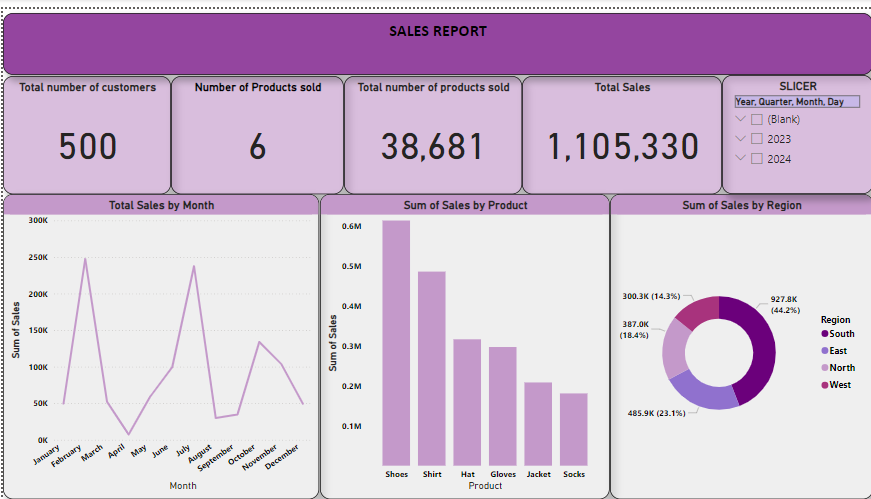 SALES REPORT
Total number of customers
500
Number of Products sold
6
Total number of products sold
38,681
Total Sales
1,105,330
SLICER
Year, Quarter, Month, Day
(Blank)
2023
2024
Total Sales by Month
Sum of Sales
300K
250K
200K
150K
100K
50K
0K
January
February
March
April
May
June
July
August
September
October
November
December
Month
Sum of Sales by Product
Sum of Sales
0.6M
0.5M
0.4M
0.3M
0.2M
0.1M
Shoes
Shirt
Hat
Gloves
Jacket
Socks
Product
Sum of Sales by Region
300.3K (14.3%)
387.0K
(18.4%)
485.9K (23.1%)
927.8K
(44.2%)
Region
South
East
North
West